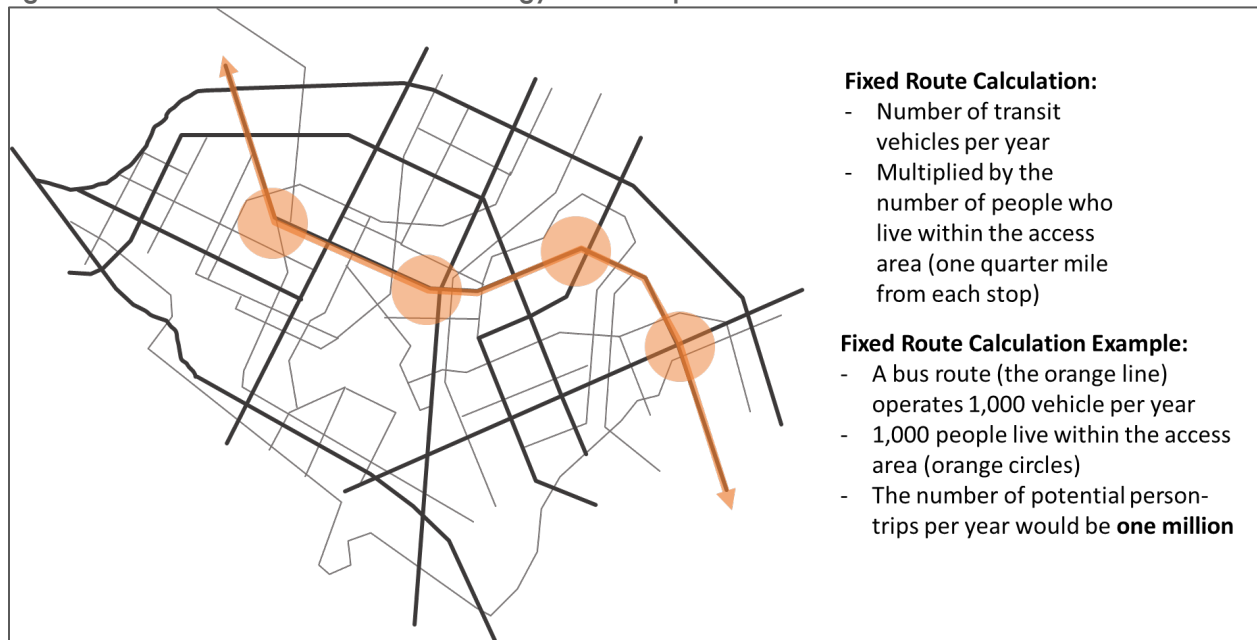 Fixed Route Calculation:
- Number of transit
vehicles per year
- Multiplied by the
number of people who
live within the access
area (one quarter mile
from each stop)
Fixed Route Calculation Example:
- A bus route (the orange line)
operates 1,000 vehicle per year
- 1,000 people live within the access
area (orange circles)
- The number of potential person-
trips per year would be one million